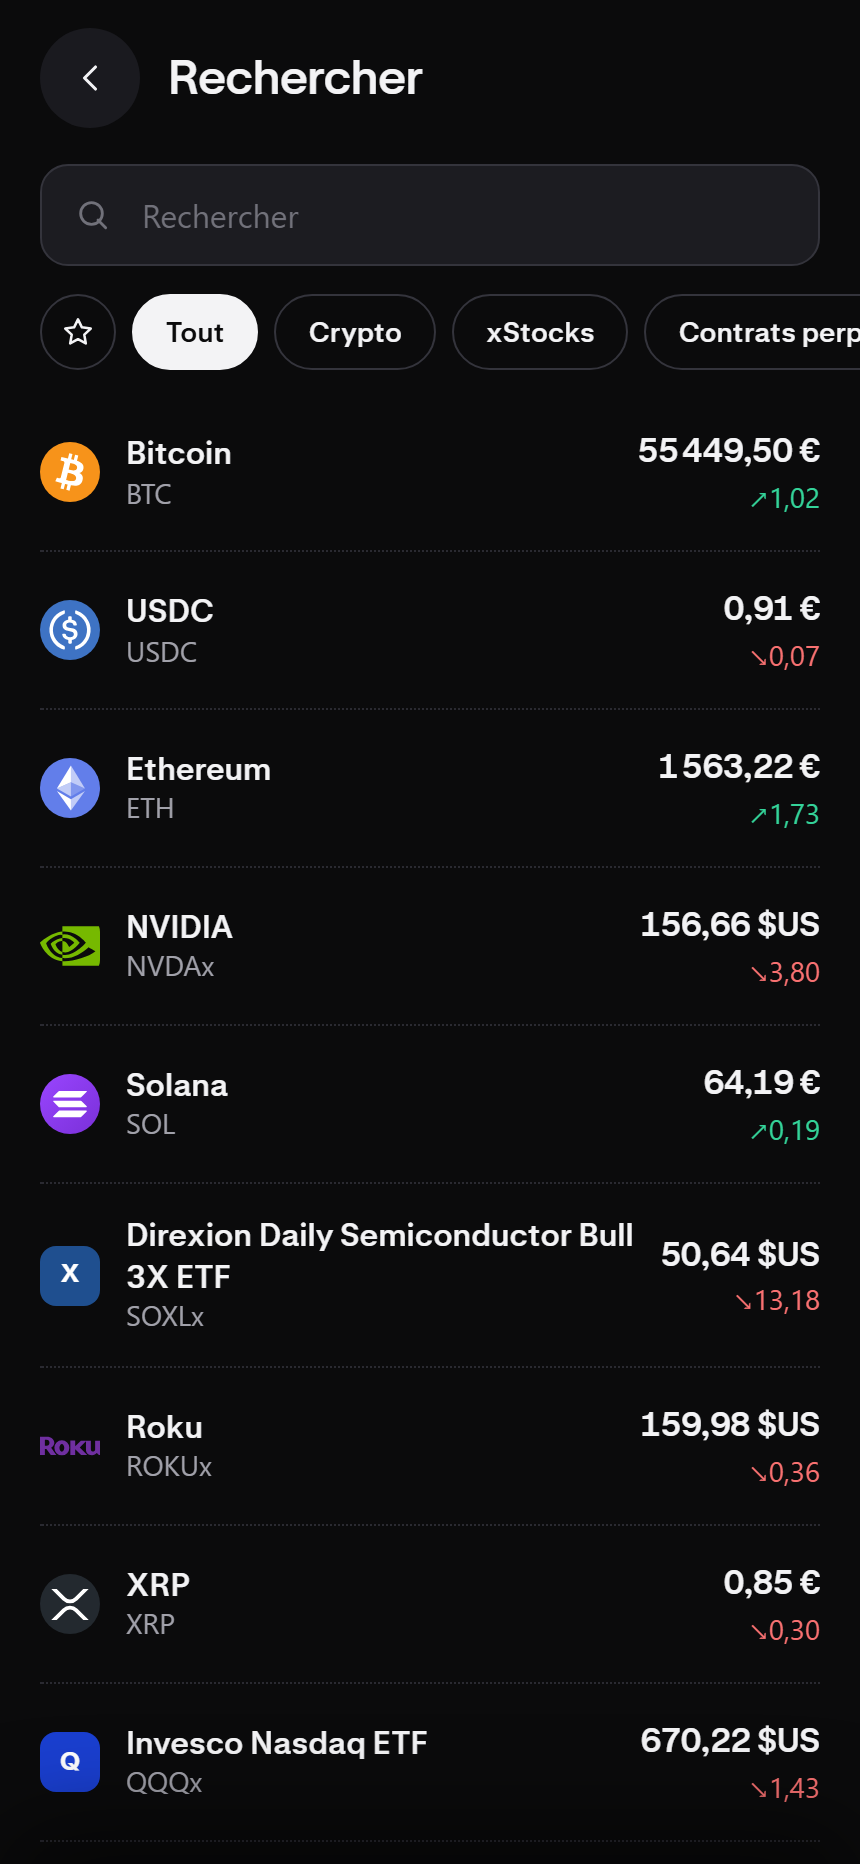 Rechercher
Rechercher
Tout
Crypto
xStocks
Contrats perp
Bitcoin
55 449,50 €
BTC
↗1,02
USDC
0,91 €
USDC
↘0,07
Ethereum
1 563,22 €
ETH
↗1,73
NVIDIA
156,66 $US
NVDAx
↘3,80
Solana
64,19 €
SOL
↗0,19
Direxion Daily Semiconductor Bull
3X ETF
50,64 $US
SOXLx
↘13,18
X
Roku
Roku
159,98 $US
ROKUx
↘0,36
XRP
0,85 €
XRP
↘0,30
Q
Invesco Nasdaq ETF
670,22 $US
QQQx
↘1,43